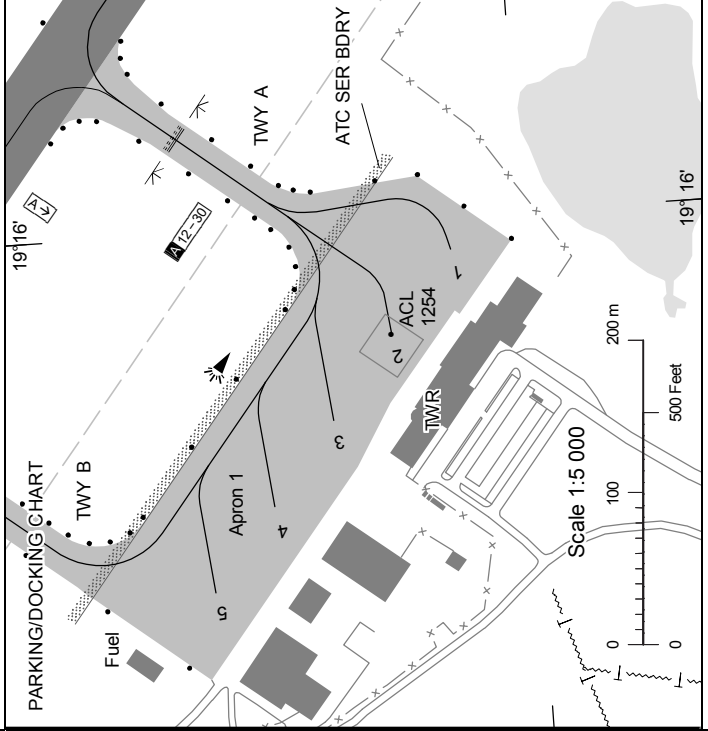 PARKING/DOCKING CHART
TWY B
Fuel
Apron 1
A→
19° 16'
A 12-30
TWY A
ATC SER BDRY
1
2
3
4
5
ACL
1254
TWR
19° 16'
Scale 1:5 000
0 100 200 m
0 500 Feet